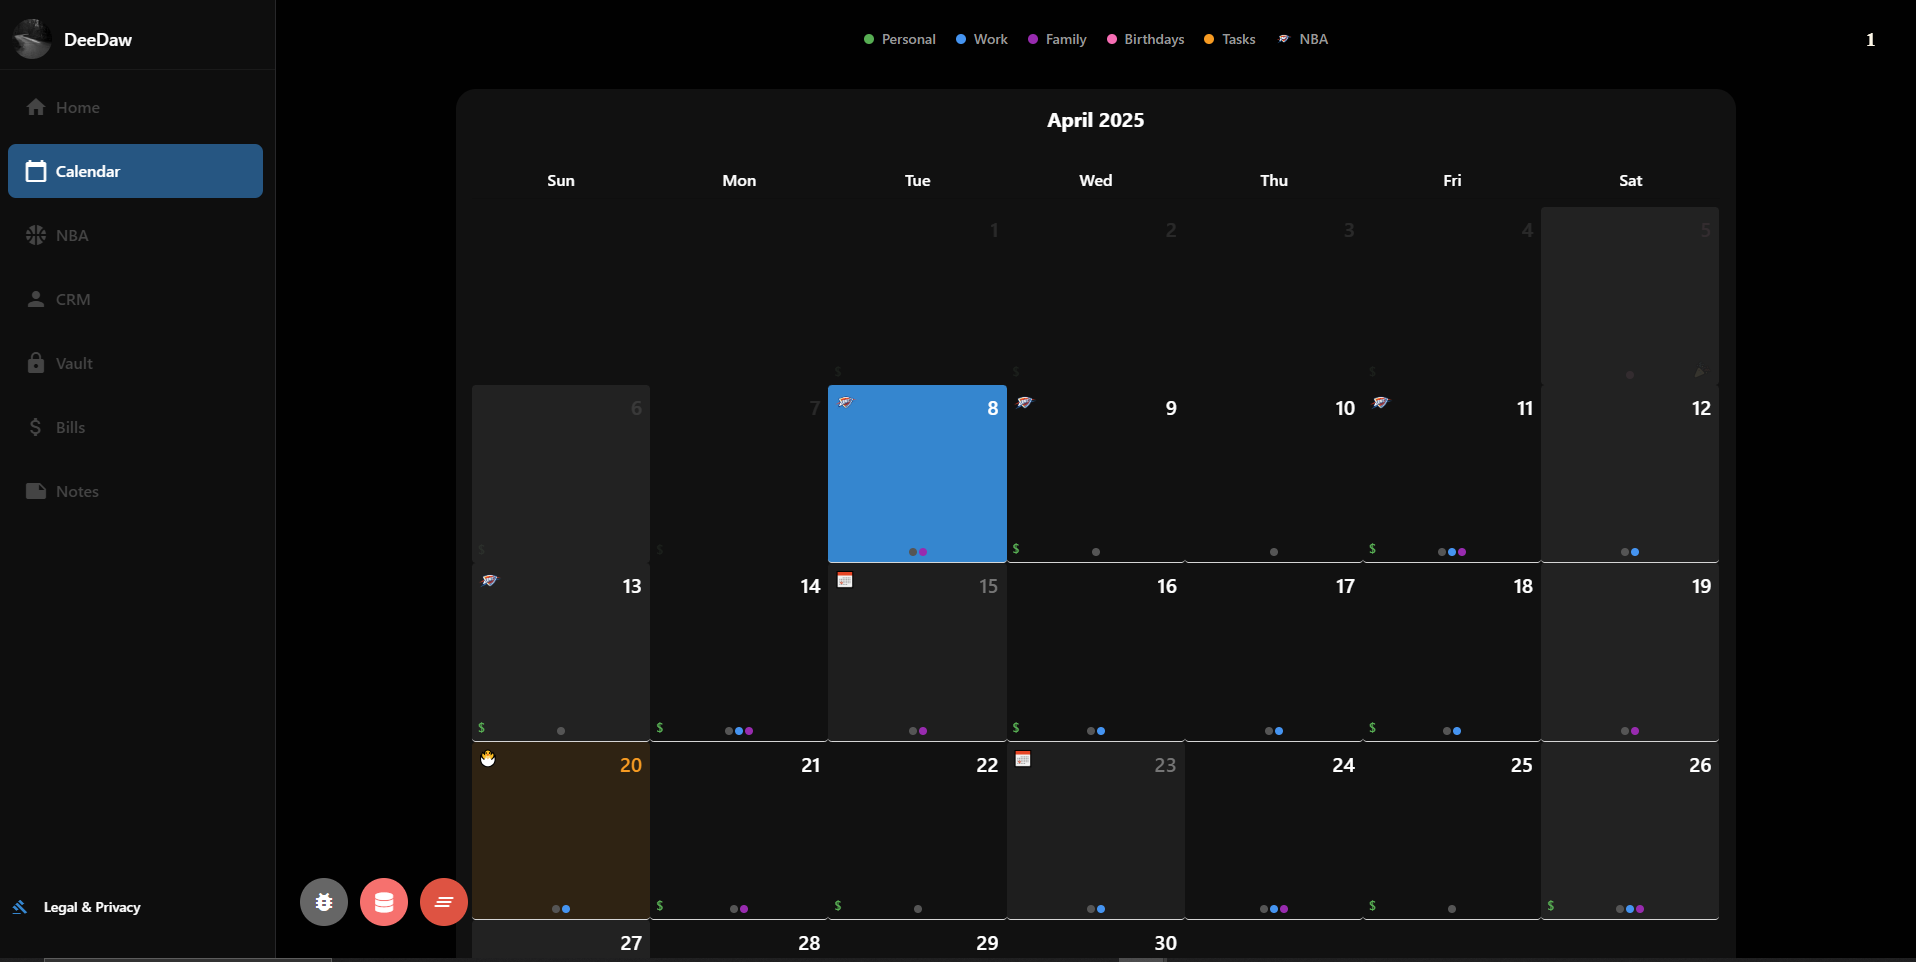 DeeDaw
Personal Work Family Birthdays Tasks NBA
1
Home
Calendar
NBA
CRM
Vault
Bills
Notes
Legal & Privacy
April 2025
Sun Mon Tue Wed Thu Fri Sat
1 2 3 4 5
$ $ $
6 7 8 9 10 11 12
$ $ $ $
13 14 15 16 17 18 19
$ $ $ $
20 21 22 23 24 25 26
$ $ $ $
27 28 29 30